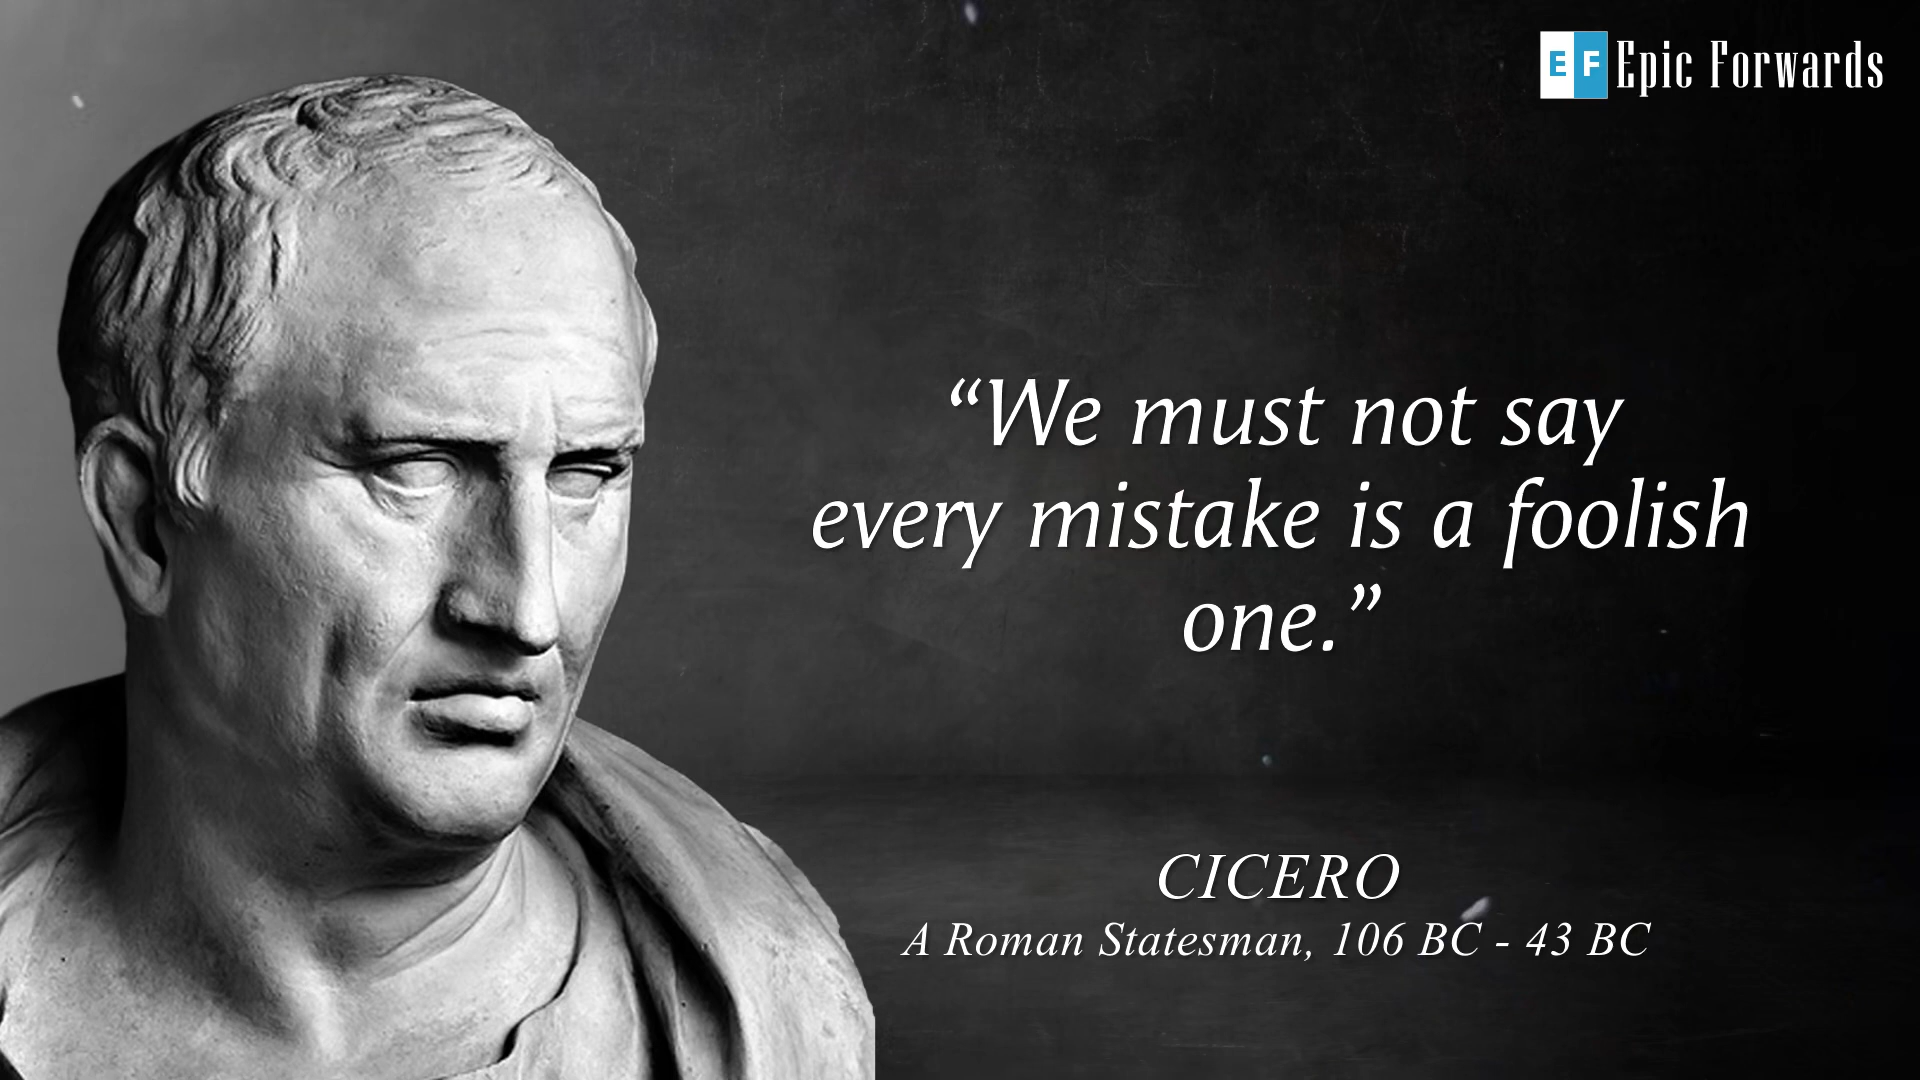 EF Epic Forwards
“We must not say
every mistake is a foolish
one.”
CICERO
A Roman Statesman, 106 BC - 43 BC